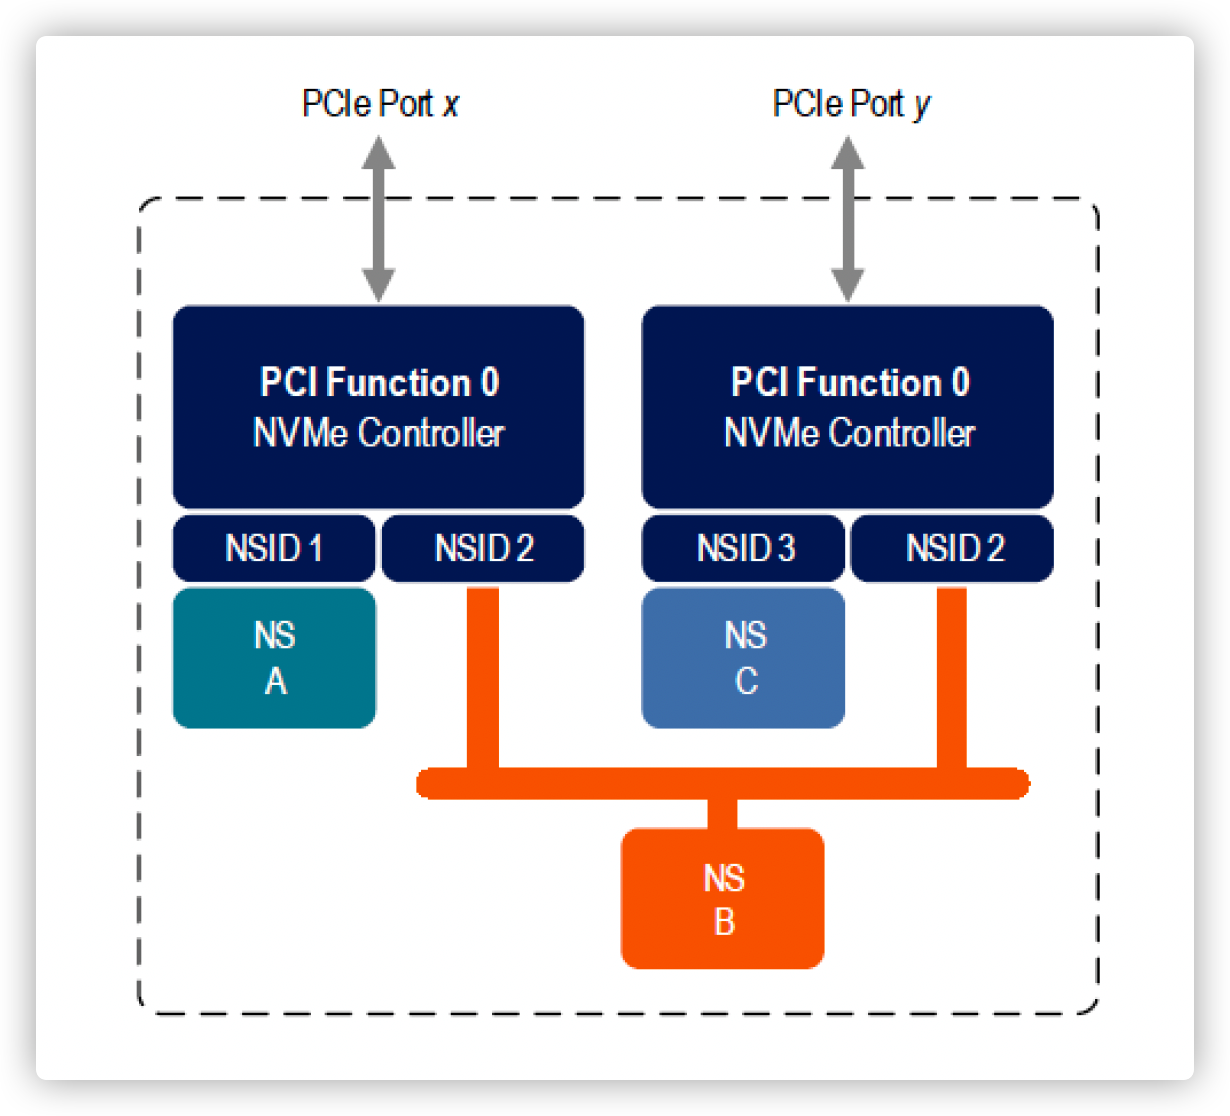 PCIe Port x
PCIe Port y
PCI Function 0
NVMe Controller
PCI Function 0
NVMe Controller
NSID 1
NSID 2
NSID 3
NSID 2
NS
A
NS
C
NS
B